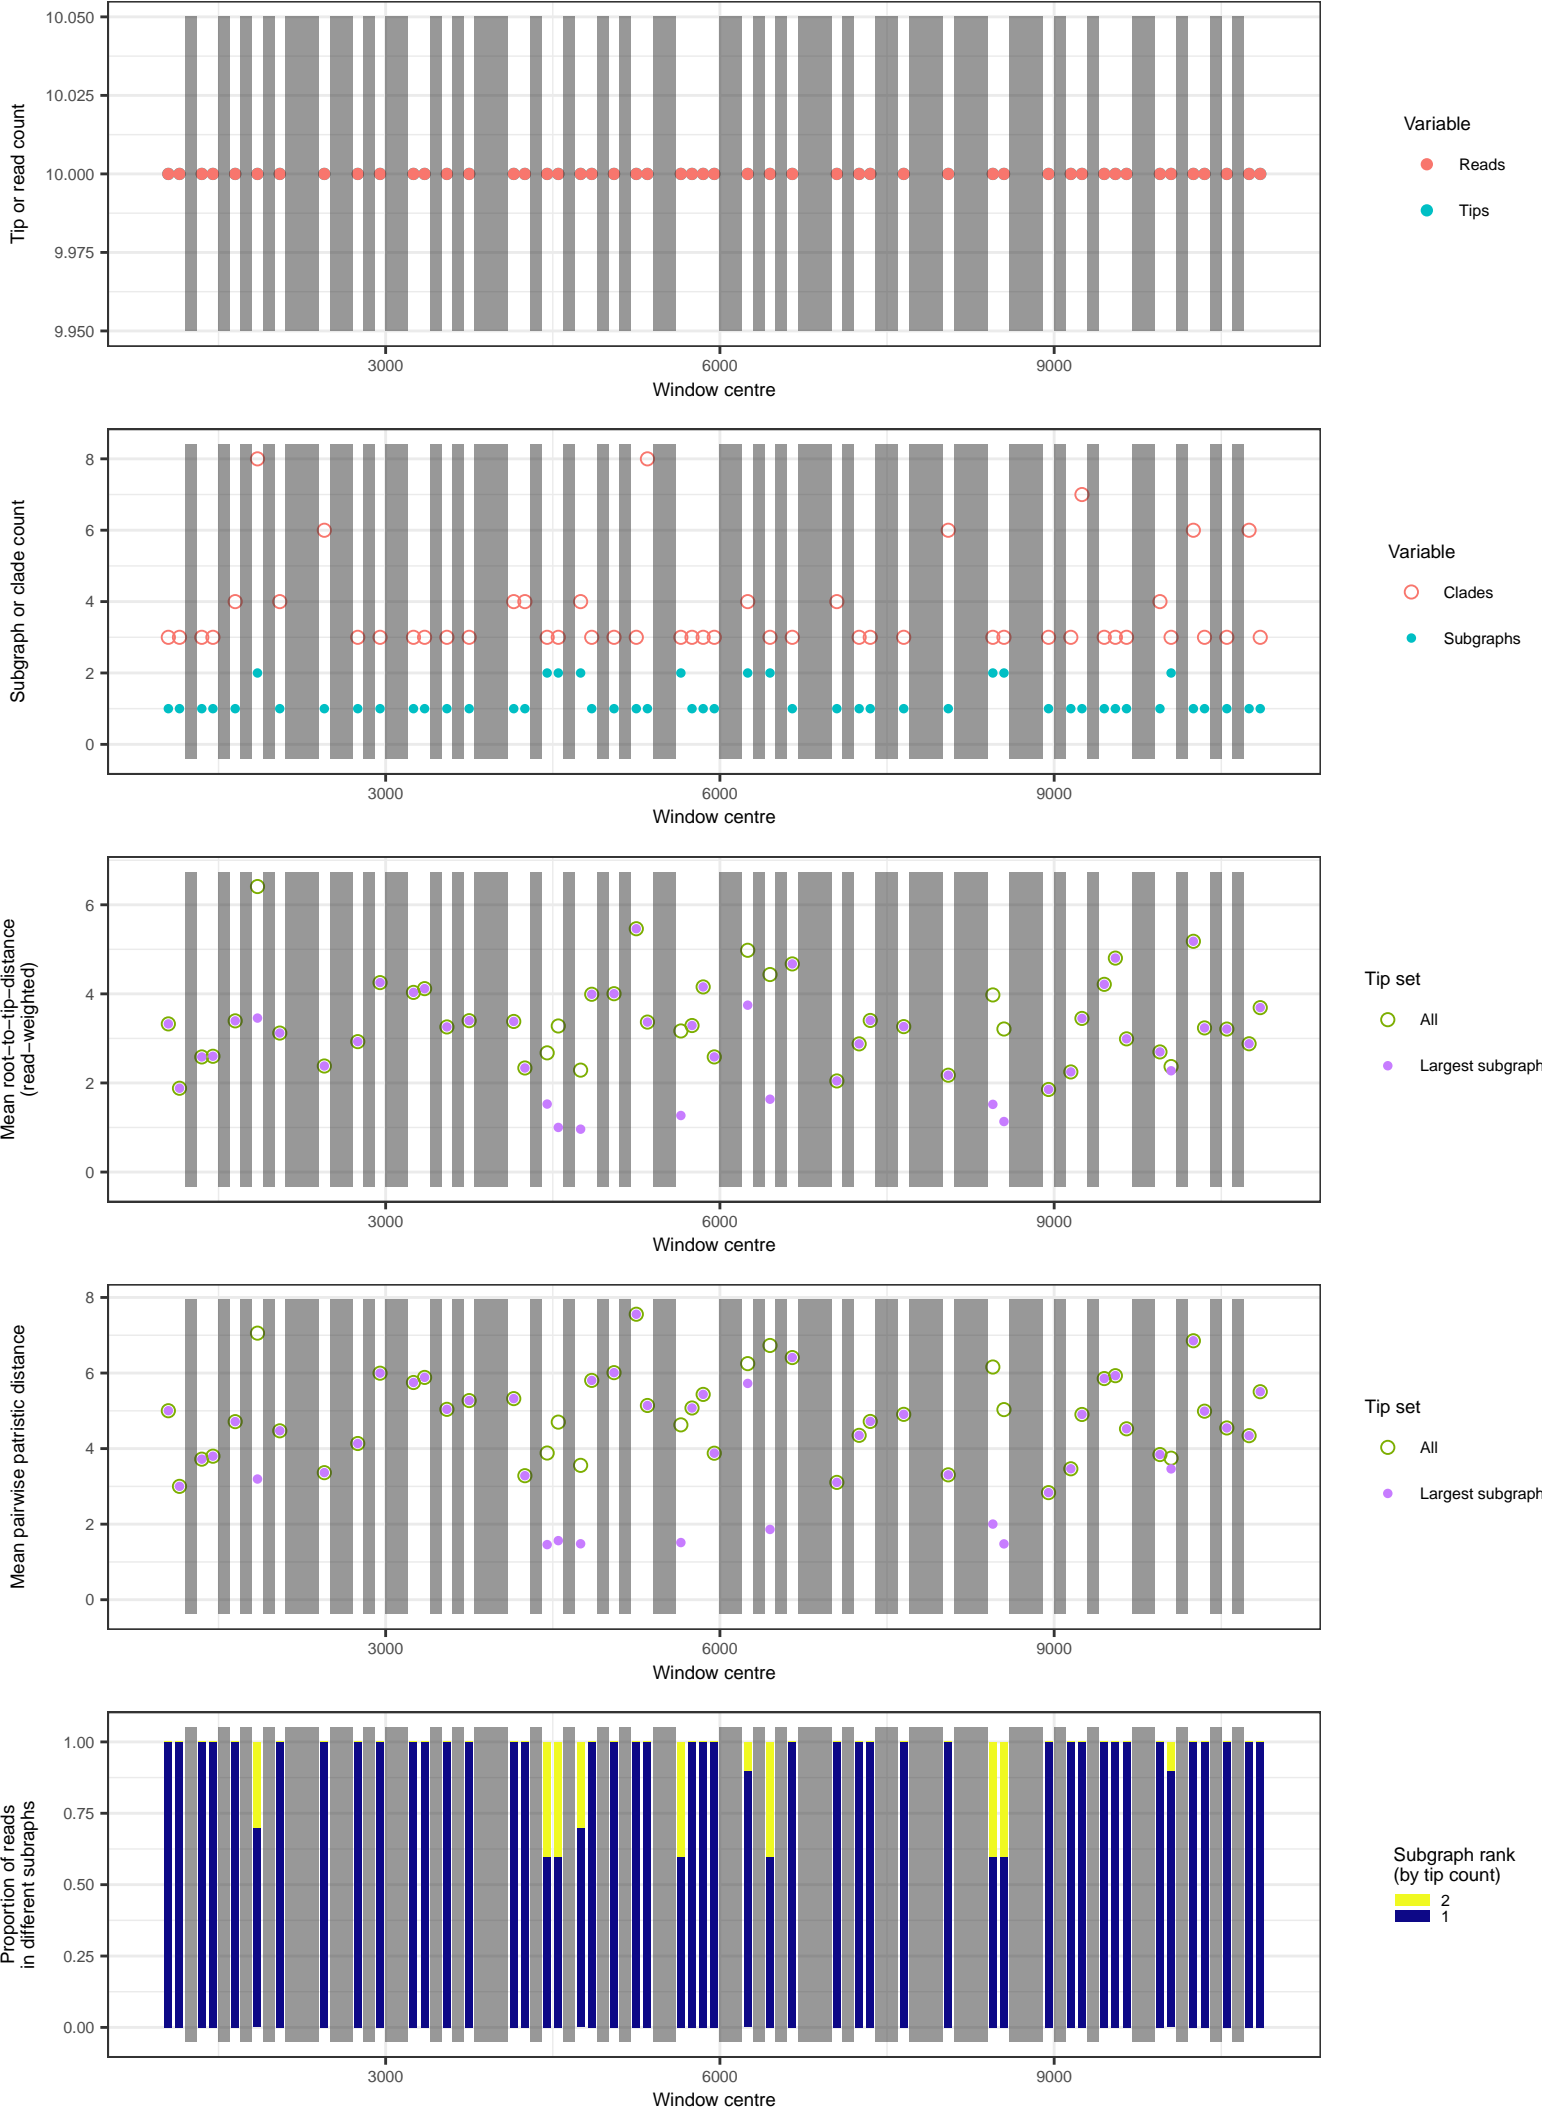 10.050
10.025
10.000
9.975
9.950
Tip or read count
3000
6000
9000
Window centre
Variable
Reads
Tips
8
6
4
2
0
Subgraph or clade count
3000
6000
9000
Window centre
Variable
Clades
Subgraphs
6
4
2
0
Mean root−to−tip−distance
(read−weighted)
3000
6000
9000
Window centre
Tip set
All
Largest subgraph
8
6
4
2
0
Mean pairwise patristic distance
3000
6000
9000
Window centre
Tip set
All
Largest subgraph
1.00
0.75
0.50
0.25
0.00
Proportion of reads
in different subraphs
3000
6000
9000
Window centre
Subgraph rank
(by tip count)
2
1